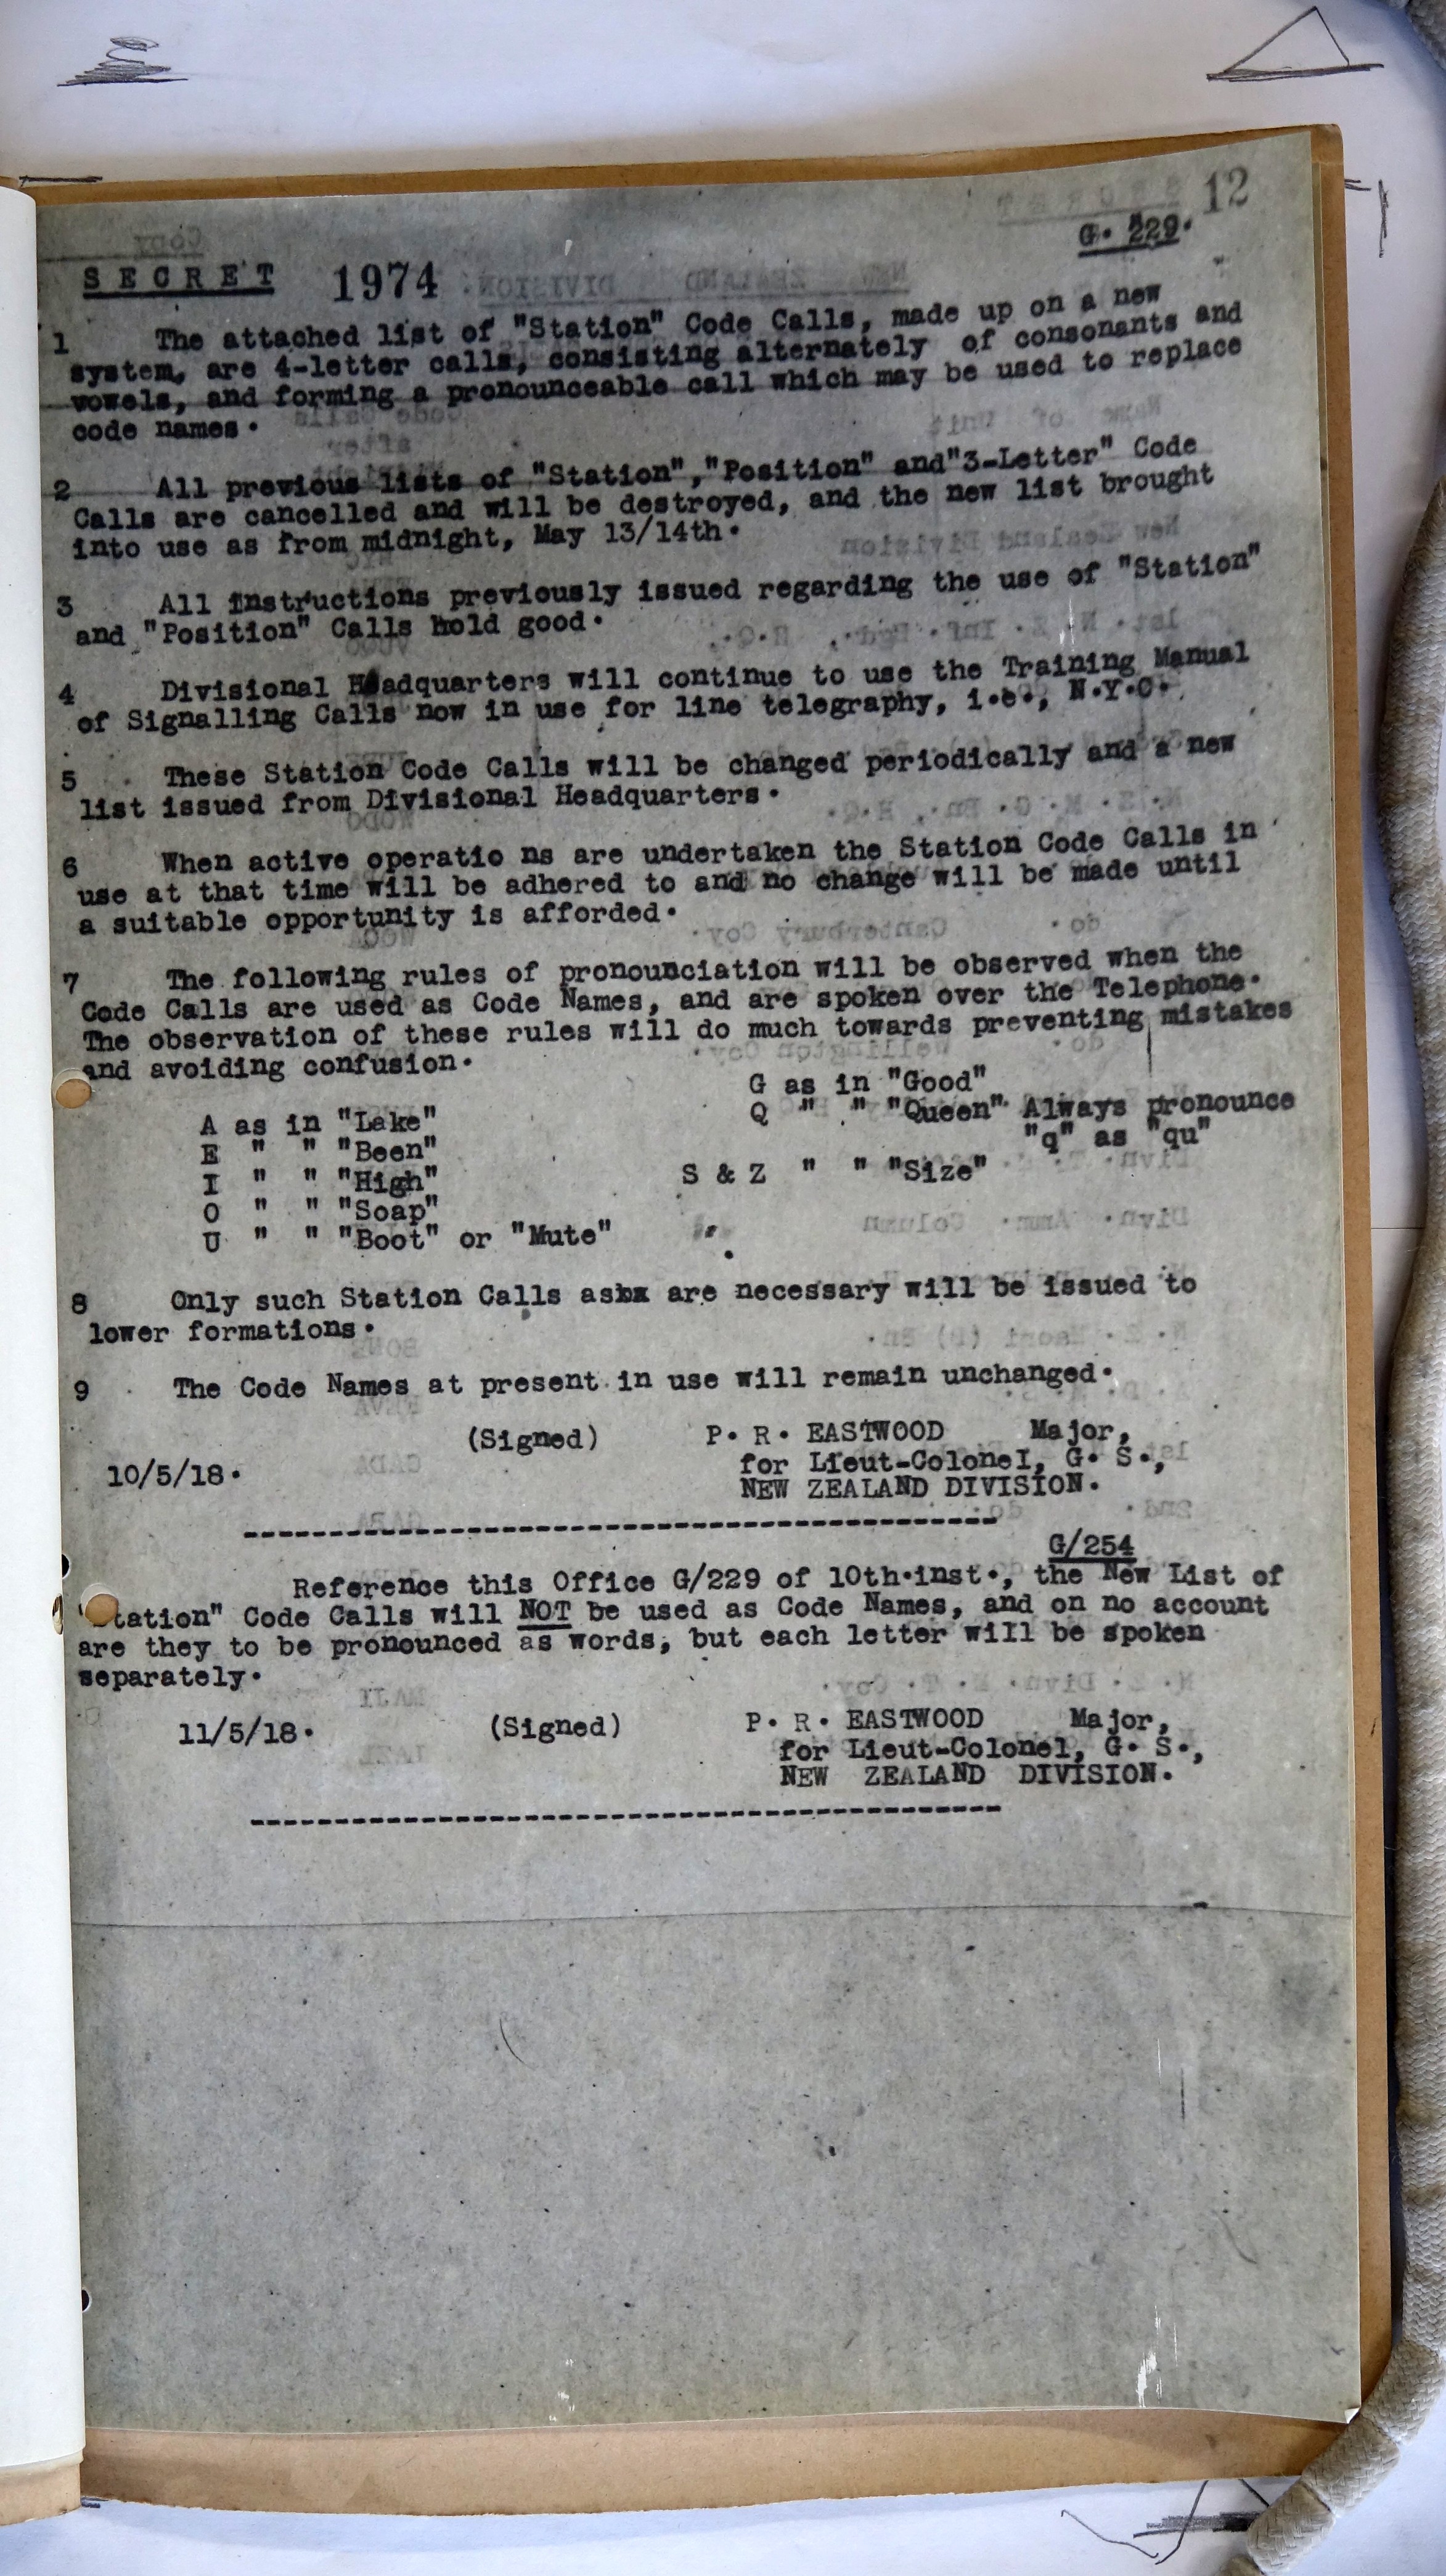 12
G. 229.
SECRET 1974
1 The attached list of "Station" Code Calls, made up on a new
system, are 4-letter calls, consisting alternately of consonants and
vowels, and forming a pronounceable call which may be used to replace
code names.
2 All previous lists of "Station","Position" and"3-Letter" Code
Calls are cancelled and will be destroyed, and the new list brought
into use as from midnight, May 13/14th.
3 All Instructions previously issued regarding the use of "Station"
and "Position" Calls hold good.
4 Divisional Headquarters will continue to use the Training Manual
of Signalling Calls now in use for line telegraphy, i.e., N.Y.C.
5 These Station Code Calls will be changed periodically and a new
list issued from Divisional Headquarters.
6 When active operatio ns are undertaken the Station Code Calls in
use at that time will be adhered to and no change will be made until
a suitable opportunity is afforded.
7 The following rules of pronounciation will be observed when the
Code Calls are used as Code Names, and are spoken over the Telephone.
The observation of these rules will do much towards preventing mistakes
and avoiding confusion.
A as in "Lake" G as in "Good"
E " " "Been" Q " " "Queen" Always pronounce
"q" as "qu"
I " " "High" S & Z " " "Size"
O " " "Soap"
U " " "Boot" or "Mute"
8 Only such Station Calls as are necessary will be issued to
lower formations.
9 The Code Names at present in use will remain unchanged.
(Signed) P. R. EASTWOOD Major,
10/5/18. for Lieut-Colonel, G. S.,
NEW ZEALAND DIVISION.
G/254
Reference this Office G/229 of 10th.inst., the New List of
tation" Code Calls will NOT be used as Code Names, and on no account
are they to be pronounced as words, but each letter will be spoken
separately.
11/5/18. (Signed) P. R. EASTWOOD Major,
for Lieut-Colonel, G. S.,
NEW ZEALAND DIVISION.